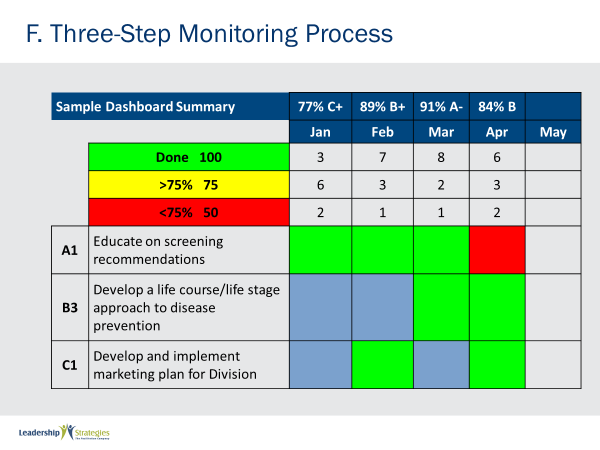 F. Three-Step Monitoring Process
Sample Dashboard Summary 77% C+ 89% B+ 91% A- 84% B
Jan Feb Mar Apr May
Done 100 3 7 8 6
>75% 75 6 3 2 3
<75% 50 2 1 1 2
A1 Educate on screening
recommendations
B3 Develop a life course/life stage
approach to disease
prevention
C1 Develop and implement
marketing plan for Division
Leadership Strategies
The Facilitation Company